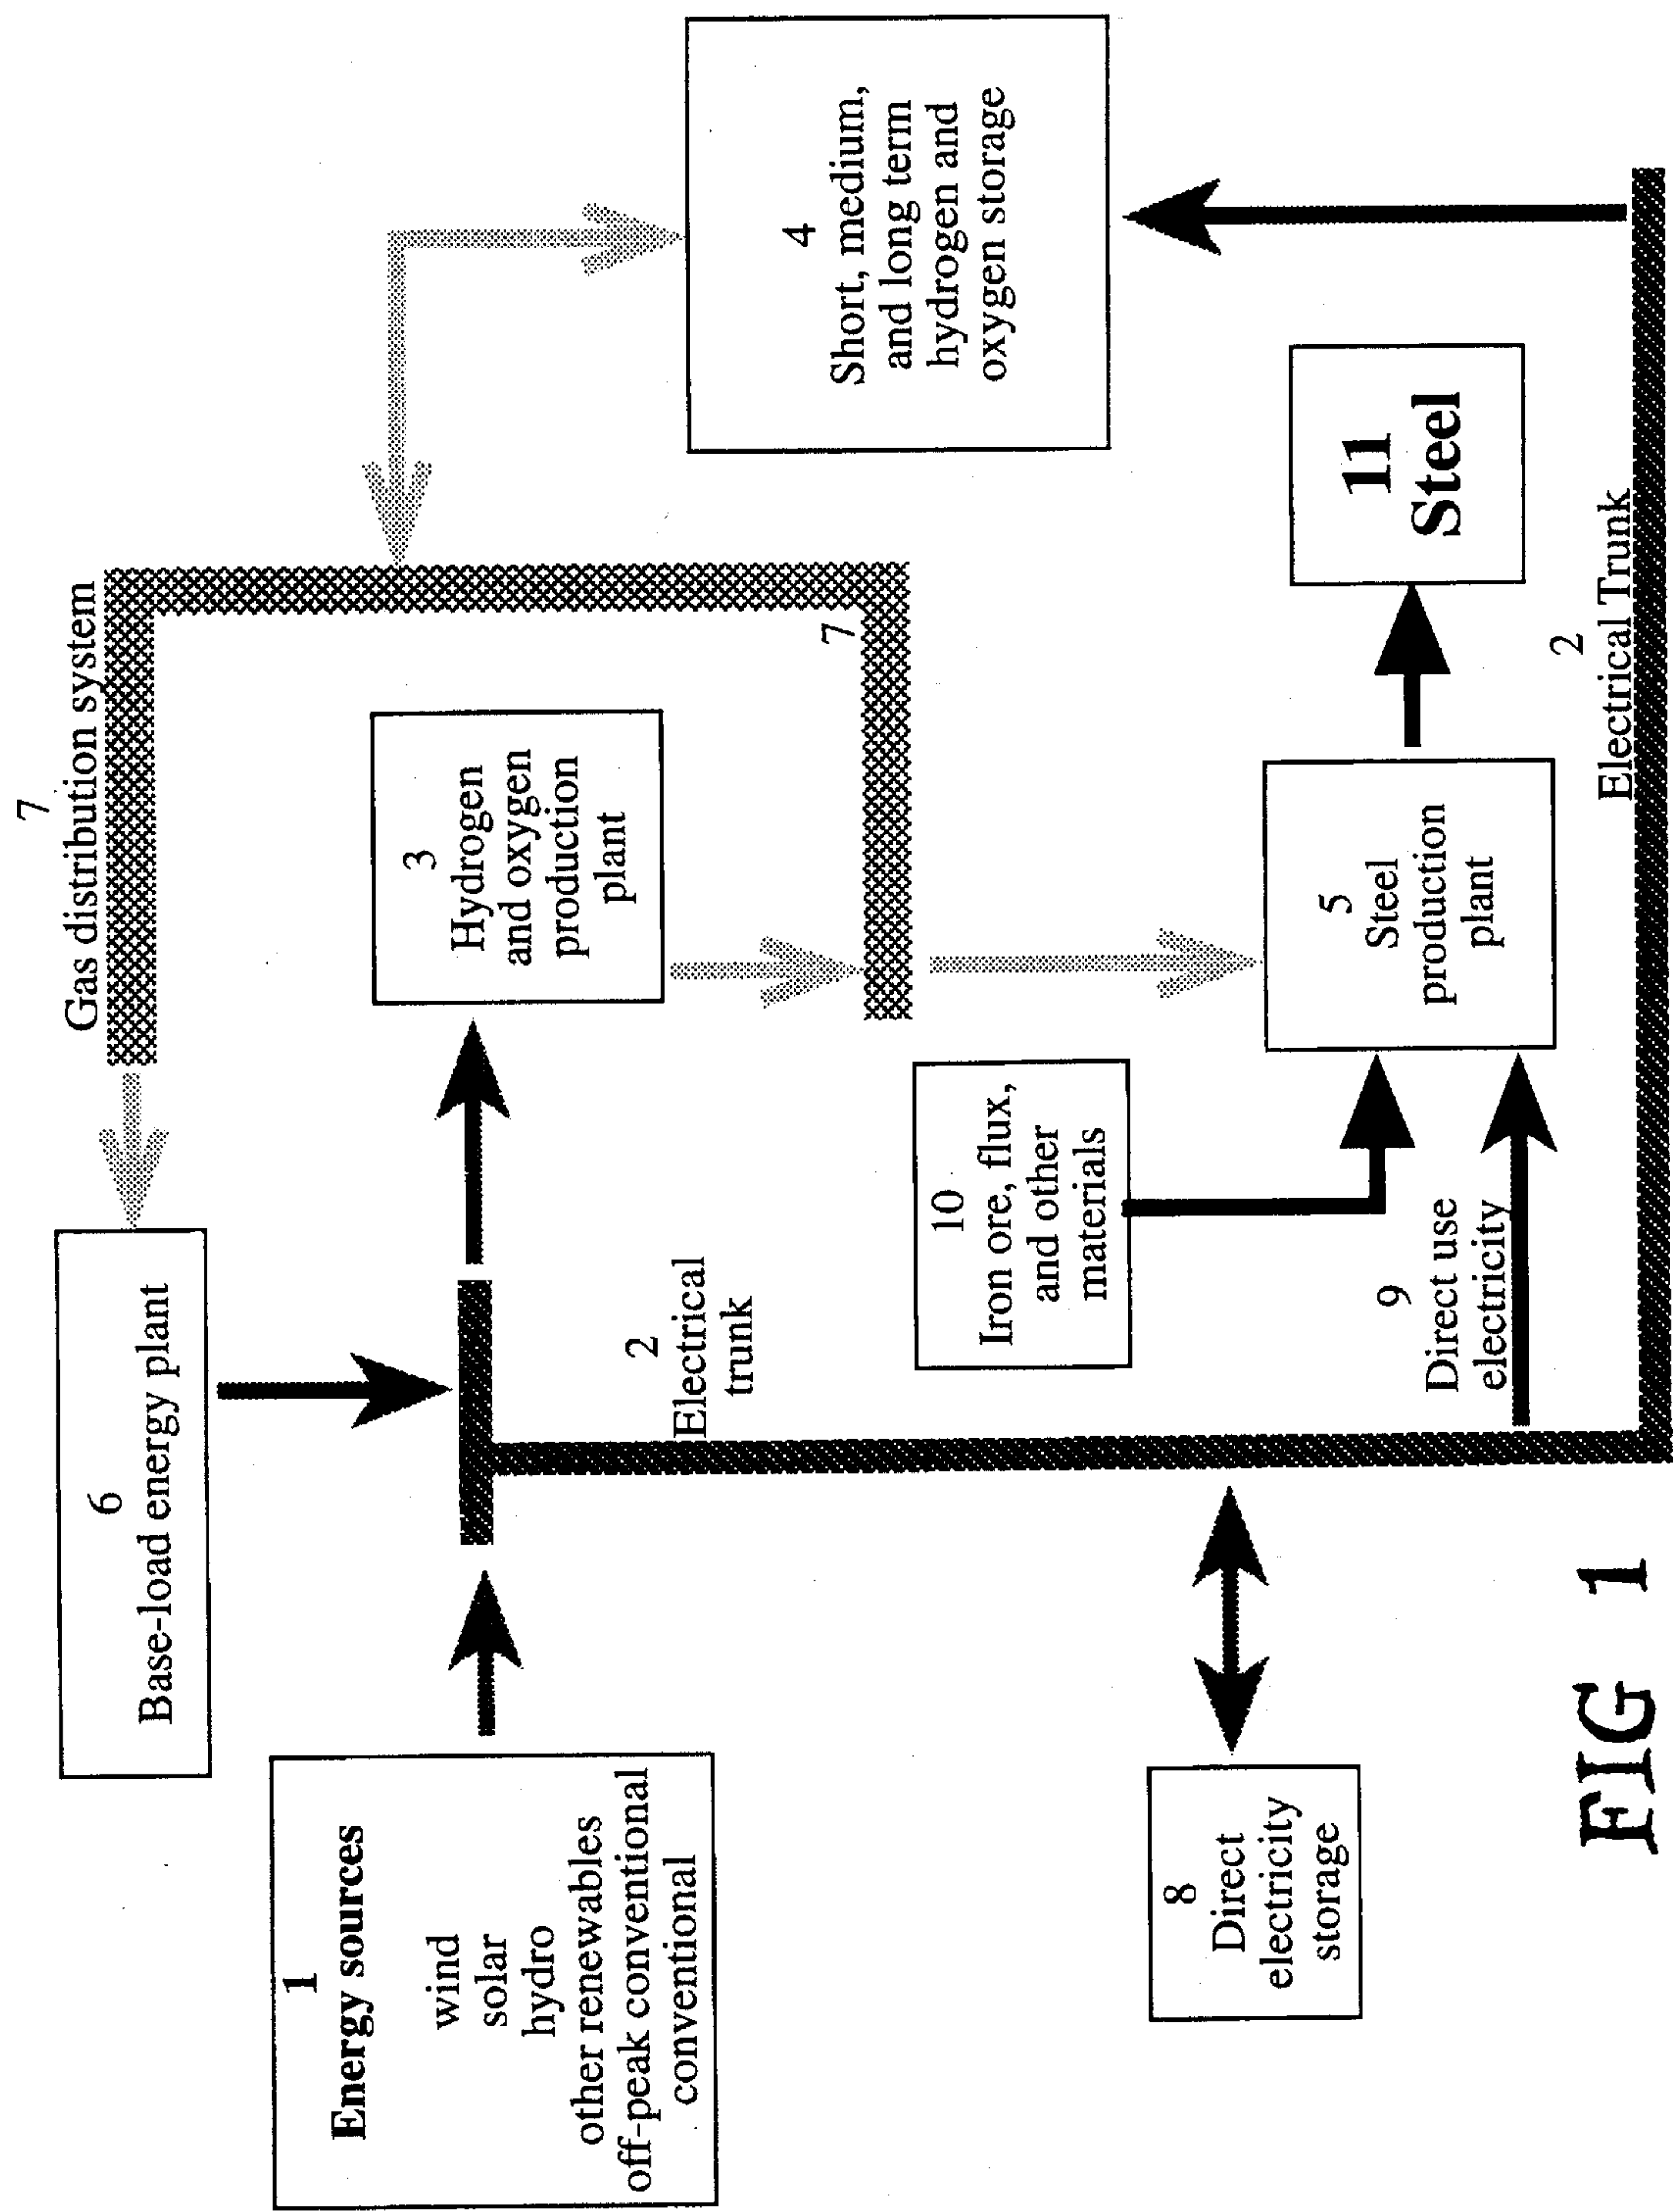 7
Gas distribution system
6
Base-load energy plant
1
Energy sources
wind
solar
hydro
other renewables
off-peak conventional
conventional
3
Hydrogen
and oxygen
production
plant
7
4
Short, medium,
and long term
hydrogen and
oxygen storage
2
Electrical
trunk
10
Iron ore, flux,
and other
materials
8
Direct
electricity
storage
9
Direct use
electricity
5
Steel
production
plant
11
Steel
2
Electrical Trunk
FIG 1